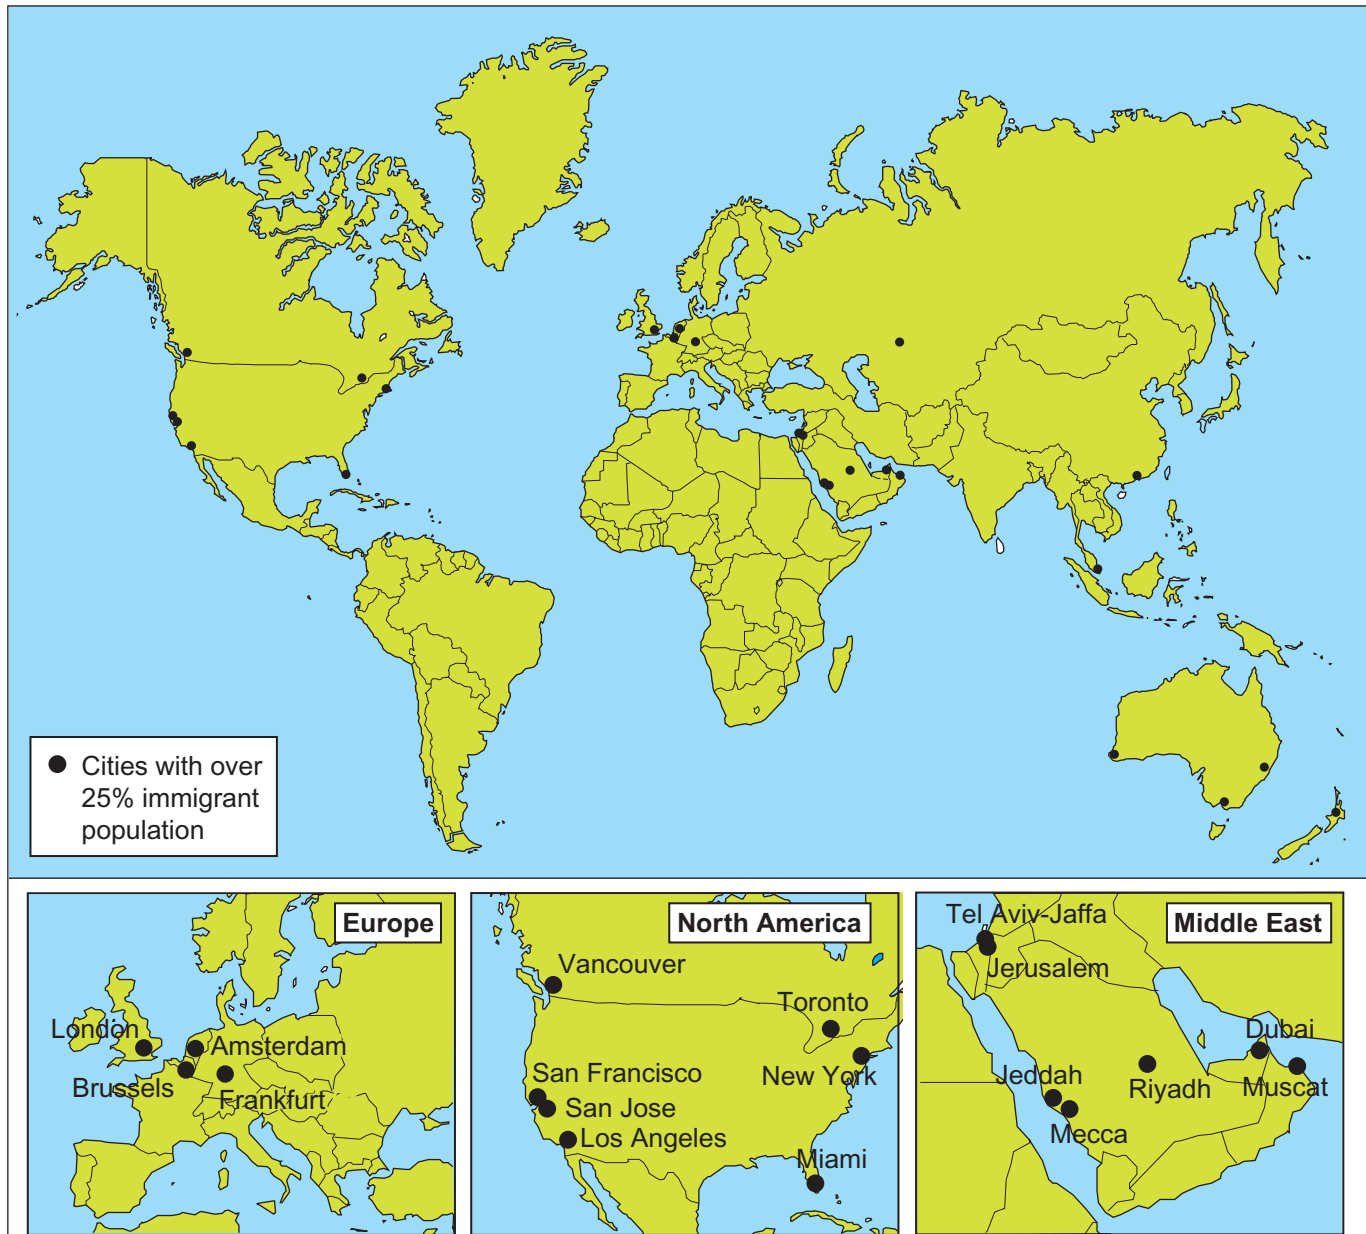 Cities with over
25% immigrant
population
Europe
London
Amsterdam
Brussels
Frankfurt
North America
Vancouver
Toronto
New York
San Francisco
San Jose
Los Angeles
Miami
Middle East
Tel Aviv-Jaffa
Jerusalem
Dubai
Jeddah
Riyadh
Muscat
Mecca